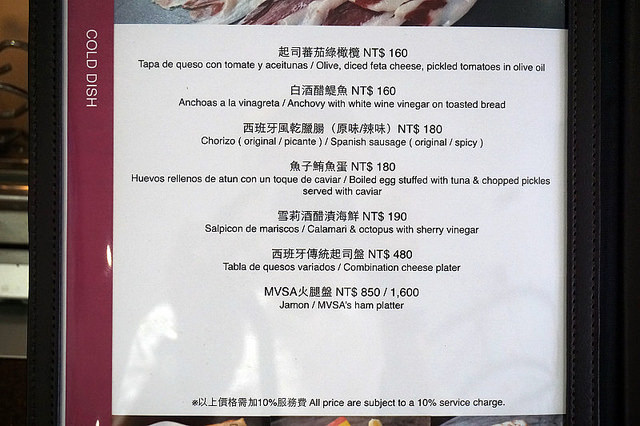 COLD DISH
起司蕃茄綠橄欖 NT$ 160
Tapa de queso con tomate y aceitunas / Olive, diced feta cheese, pickled tomatoes in olive oil
白酒醋鯷魚 NT$ 160
Anchoas a la vinagreta / Anchovy with white wine vinegar on toasted bread
西班牙風乾臘腸（原味/辣味）NT$ 180
Chorizo ( original / picante ) / Spanish sausage ( original / spicy )
魚子鮪魚蛋 NT$ 180
Huevos rellenos de atun con un toque de caviar / Boiled egg stuffed with tuna & chopped pickles
served with caviar
雪莉酒醋漬海鮮 NT$ 190
Salpicon de mariscos / Calamari & octopus with sherry vinegar
西班牙傳統起司盤 NT$ 480
Tabla de quesos variados / Combination cheese plater
MVSA火腿盤 NT$ 850 / 1,600
Jamon / MVSA's ham platter
※以上價格需加10%服務費 All price are subject to a 10% service charge.